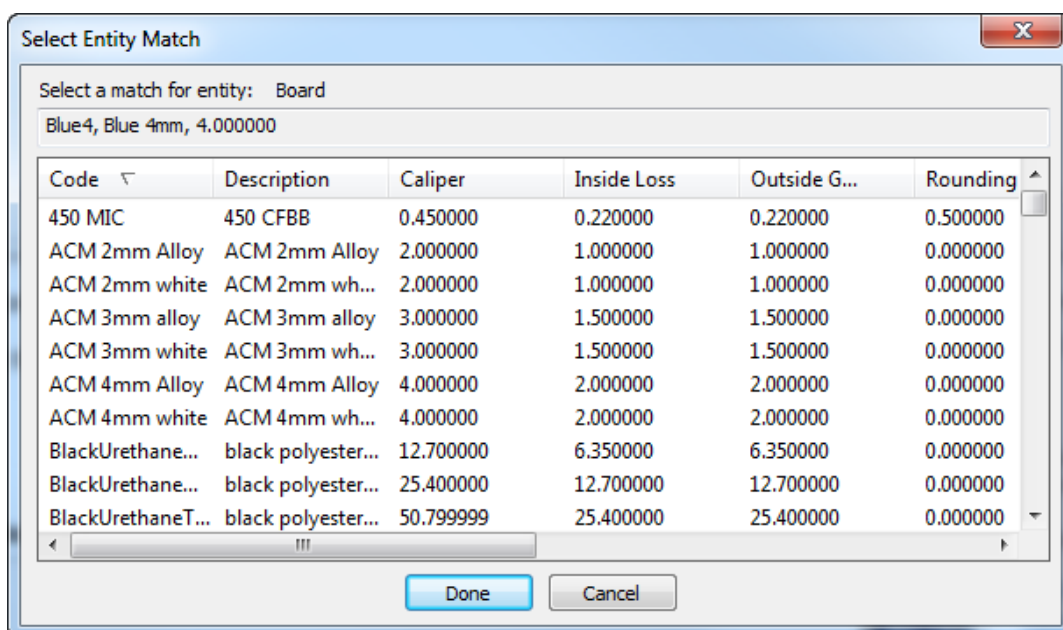 Select Entity Match
Select a match for entity: Board
Blue4, Blue 4mm, 4.000000
Code Description Caliper Inside Loss Outside G... Rounding
450 MIC 450 CFBB 0.450000 0.220000 0.220000 0.500000
ACM 2mm Alloy ACM 2mm Alloy 2.000000 1.000000 1.000000 0.000000
ACM 2mm white ACM 2mm wh... 2.000000 1.000000 1.000000 0.000000
ACM 3mm alloy ACM 3mm alloy 3.000000 1.500000 1.500000 0.000000
ACM 3mm white ACM 3mm wh... 3.000000 1.500000 1.500000 0.000000
ACM 4mm Alloy ACM 4mm Alloy 4.000000 2.000000 2.000000 0.000000
ACM 4mm white ACM 4mm wh... 4.000000 2.000000 2.000000 0.000000
BlackUrethane... black polyester... 12.700000 6.350000 6.350000 0.000000
BlackUrethane... black polyester... 25.400000 12.700000 12.700000 0.000000
BlackUrethaneT... black polyester... 50.799999 25.400000 25.400000 0.000000
Done Cancel